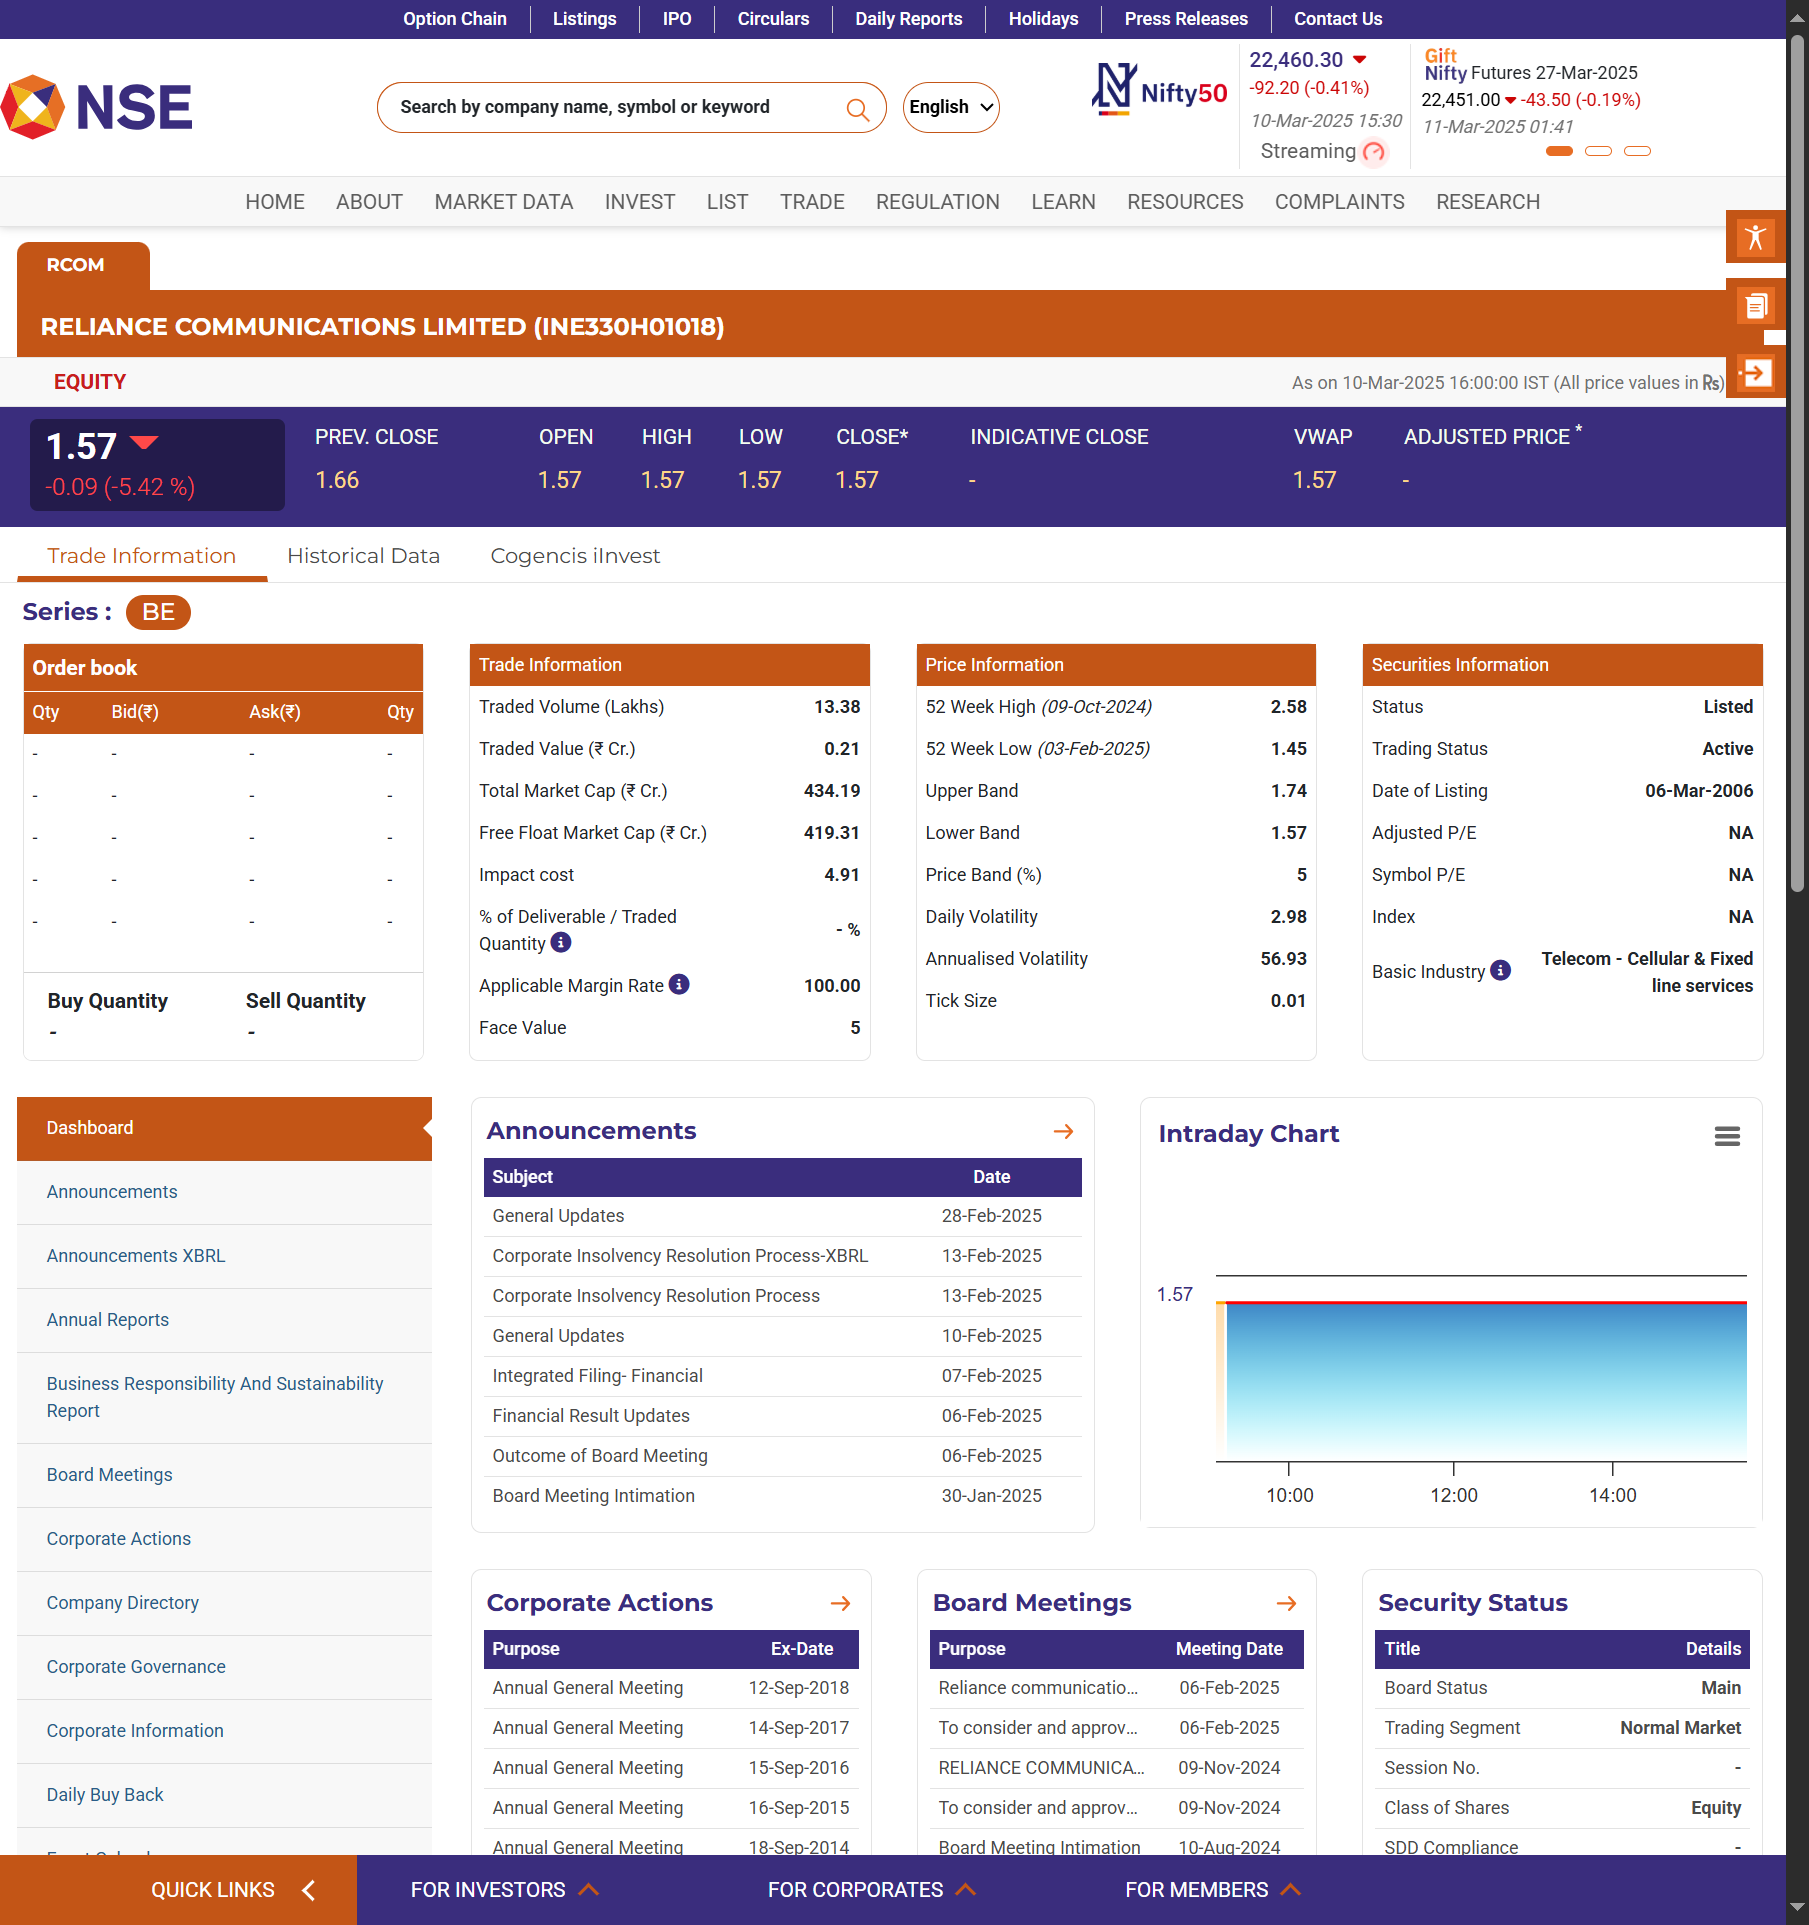 Option Chain
Listings
IPO
Circulars
Daily Reports
Holidays
Press Releases
Contact Us
NSE
Search by company name, symbol or keyword
English
Nifty50
22,460.30
-92.20 (-0.41%)
10-Mar-2025 15:30
Streaming
Gift
Nifty Futures 27-Mar-2025
22,451.00 -43.50 (-0.19%)
11-Mar-2025 01:41
HOME
ABOUT
MARKET DATA
INVEST
LIST
TRADE
REGULATION
LEARN
RESOURCES
COMPLAINTS
RESEARCH
RCOM
RELIANCE COMMUNICATIONS LIMITED (INE330H01018)
EQUITY
As on 10-Mar-2025 16:00:00 IST (All price values in ₨)
1.57
-0.09 (-5.42 %)
PREV. CLOSE OPEN HIGH LOW CLOSE* INDICATIVE CLOSE VWAP ADJUSTED PRICE *
1.66 1.57 1.57 1.57 1.57 - 1.57 -
Trade Information
Historical Data
Cogencis iInvest
Series : BE
Order book
Qty Bid(₹) Ask(₹) Qty
- - - -
- - - -
- - - -
- - - -
- - - -
Buy Quantity Sell Quantity
- -
Trade Information
Traded Volume (Lakhs) 13.38
Traded Value (₹ Cr.) 0.21
Total Market Cap (₹ Cr.) 434.19
Free Float Market Cap (₹ Cr.) 419.31
Impact cost 4.91
% of Deliverable / Traded
Quantity - %
Applicable Margin Rate 100.00
Face Value 5
Price Information
52 Week High (09-Oct-2024) 2.58
52 Week Low (03-Feb-2025) 1.45
Upper Band 1.74
Lower Band 1.57
Price Band (%) 5
Daily Volatility 2.98
Annualised Volatility 56.93
Tick Size 0.01
Securities Information
Status Listed
Trading Status Active
Date of Listing 06-Mar-2006
Adjusted P/E NA
Symbol P/E NA
Index NA
Basic Industry Telecom - Cellular & Fixed
line services
Dashboard
Announcements
Announcements XBRL
Annual Reports
Business Responsibility And Sustainability
Report
Board Meetings
Corporate Actions
Company Directory
Corporate Governance
Corporate Information
Daily Buy Back
Announcements
Subject Date
General Updates 28-Feb-2025
Corporate Insolvency Resolution Process-XBRL 13-Feb-2025
Corporate Insolvency Resolution Process 13-Feb-2025
General Updates 10-Feb-2025
Integrated Filing- Financial 07-Feb-2025
Financial Result Updates 06-Feb-2025
Outcome of Board Meeting 06-Feb-2025
Board Meeting Intimation 30-Jan-2025
Intraday Chart
1.57
10:00 12:00 14:00
Corporate Actions
Purpose Ex-Date
Annual General Meeting 12-Sep-2018
Annual General Meeting 14-Sep-2017
Annual General Meeting 15-Sep-2016
Annual General Meeting 16-Sep-2015
Annual General Meeting 18-Sep-2014
Board Meetings
Purpose Meeting Date
Reliance communicatio... 06-Feb-2025
To consider and approv... 06-Feb-2025
RELIANCE COMMUNICA... 09-Nov-2024
To consider and approv... 09-Nov-2024
Board Meeting Intimation 10-Aug-2024
Security Status
Title Details
Board Status Main
Trading Segment Normal Market
Session No. -
Class of Shares Equity
SDD Compliance -
QUICK LINKS
FOR INVESTORS
FOR CORPORATES
FOR MEMBERS